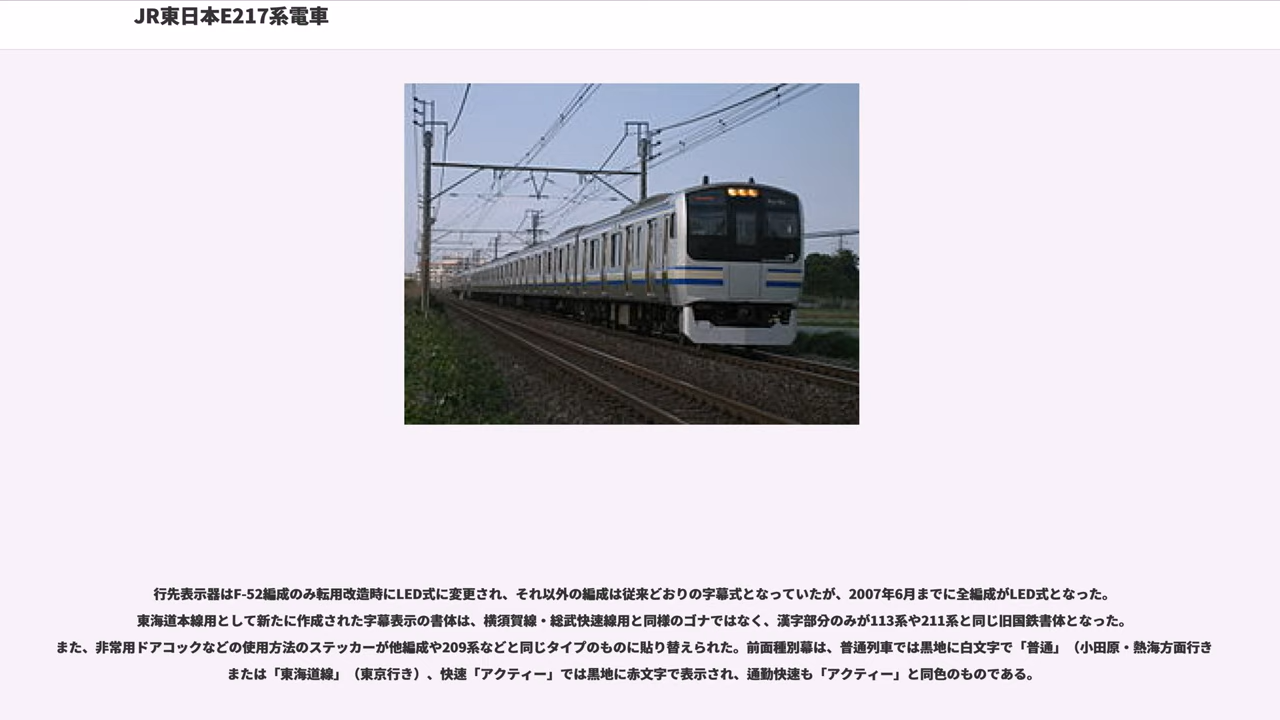 JR東日本E217系電車
行先表示器はF-52編成のみ転用改造時にLED式に変更され、それ以外の編成は従来どおりの字幕式となっていたが、2007年6月までに全編成がLED式となった。
東海道本線用として新たに作成された字幕表示の書体は、横須賀線・総武快速線用と同様のゴナではなく、漢字部分のみが113系や211系と同じ旧国鉄書体となった。
また、非常用ドアコックなどの使用方法のステッカーが他編成や209系などと同じタイプのものに貼り替えられた。前面種別幕は、普通列車では黒地に白文字で「普通」（小田原・熱海方面行き
または「東海道線」（東京行き）、快速「アクティー」では黒地に赤文字で表示され、通勤快速も「アクティー」と同色のものである。